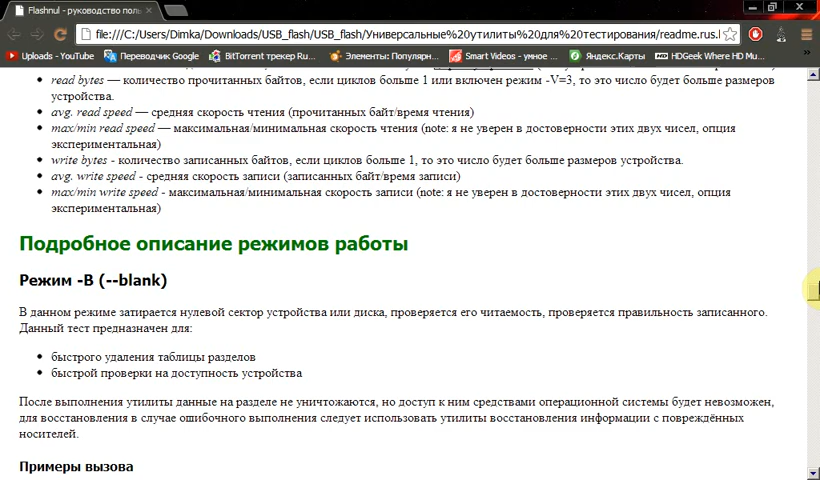 Flashnul - руководство поль
file:///C:/Users/Dimka/Downloads/USB_flash/USB_flash/Универсальные%20утилиты%20для%20тестирования/readme.rus.
Uploads - YouTube Переводчик Google BitTorrent трекер Ru... Элементы: Популярн... Smart Videos - умное ... Яндекс.Карты HDGeek Where HD Mu...
read bytes — количество прочитанных байтов, если циклов больше 1 или включен режим -V=3, то это число будет больше размеров
устройства.
avg. read speed — средняя скорость чтения (прочитанных байт/время чтения)
max/min read speed — максимальная/минимальная скорость чтения (note: я не уверен в достоверности этих двух чисел, опция
экспериментальная)
write bytes - количество записанных байтов, если циклов больше 1, то это число будет больше размеров устройства.
avg. write speed - средняя скорость записи (записанных байт/время записи)
max/min write speed - максимальная/минимальная скорость записи (note: я не уверен в достоверности этих двух чисел, опция
экспериментальная)
Подробное описание режимов работы
Режим -B (--blank)
В данном режиме затирается нулевой сектор устройства или диска, проверяется его читаемость, проверяется правильность записанного.
Данный тест предназначен для:
быстрого удаления таблицы разделов
быстрой проверки на доступность устройства
После выполнения утилиты данные на разделе не уничтожаются, но доступ к ним средствами операционной системы будет невозможен,
для восстановления в случае ошибочного выполнения следует использовать утилиты восстановления информации с повреждённых
носителей.
Примеры вызова